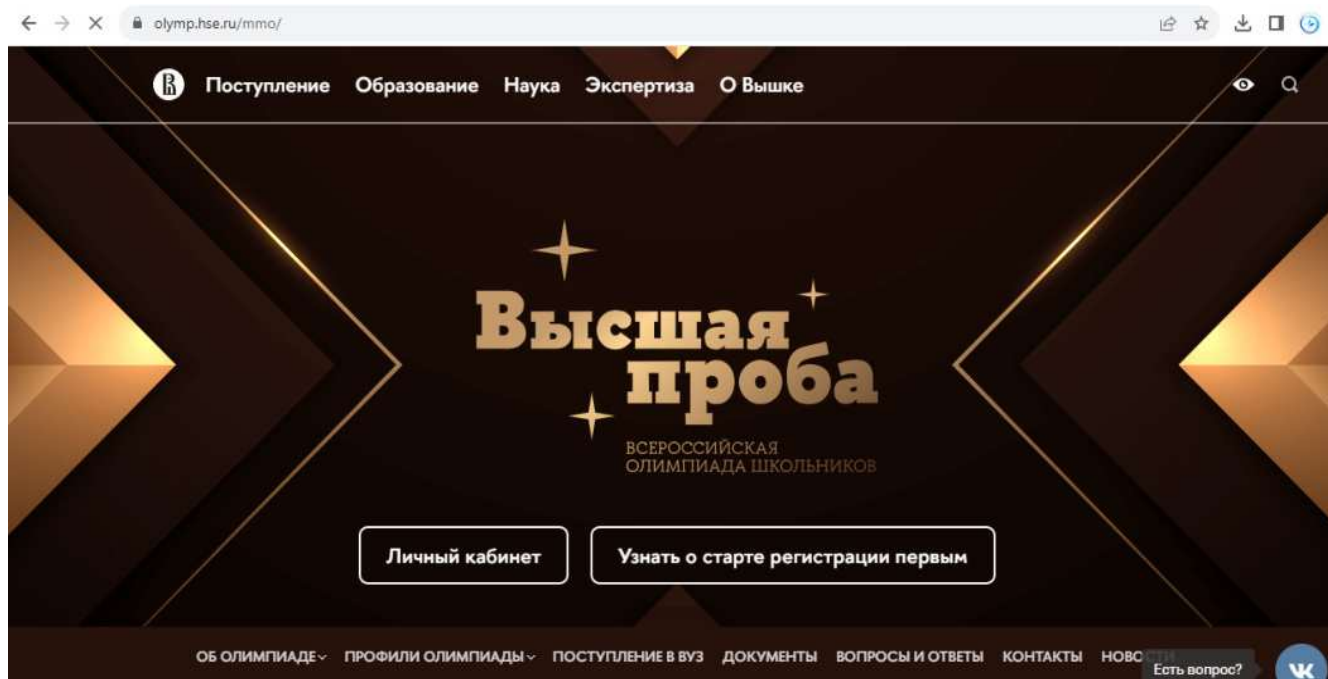 olymp.hse.ru/mmo/
Поступление Образование Наука Экспертиза О Вышке
Высшая
проба
ВСЕРОССИЙСКАЯ
ОЛИМПИАДА ШКОЛЬНИКОВ
Личный кабинет Узнать о старте регистрации первым
ОБ ОЛИМПИАДЕ ПРОФИЛИ ОЛИМПИАДЫ ПОСТУПЛЕНИЕ В ВУЗ ДОКУМЕНТЫ ВОПРОСЫ И ОТВЕТЫ КОНТАКТЫ НОВОСТИ
Есть вопрос?